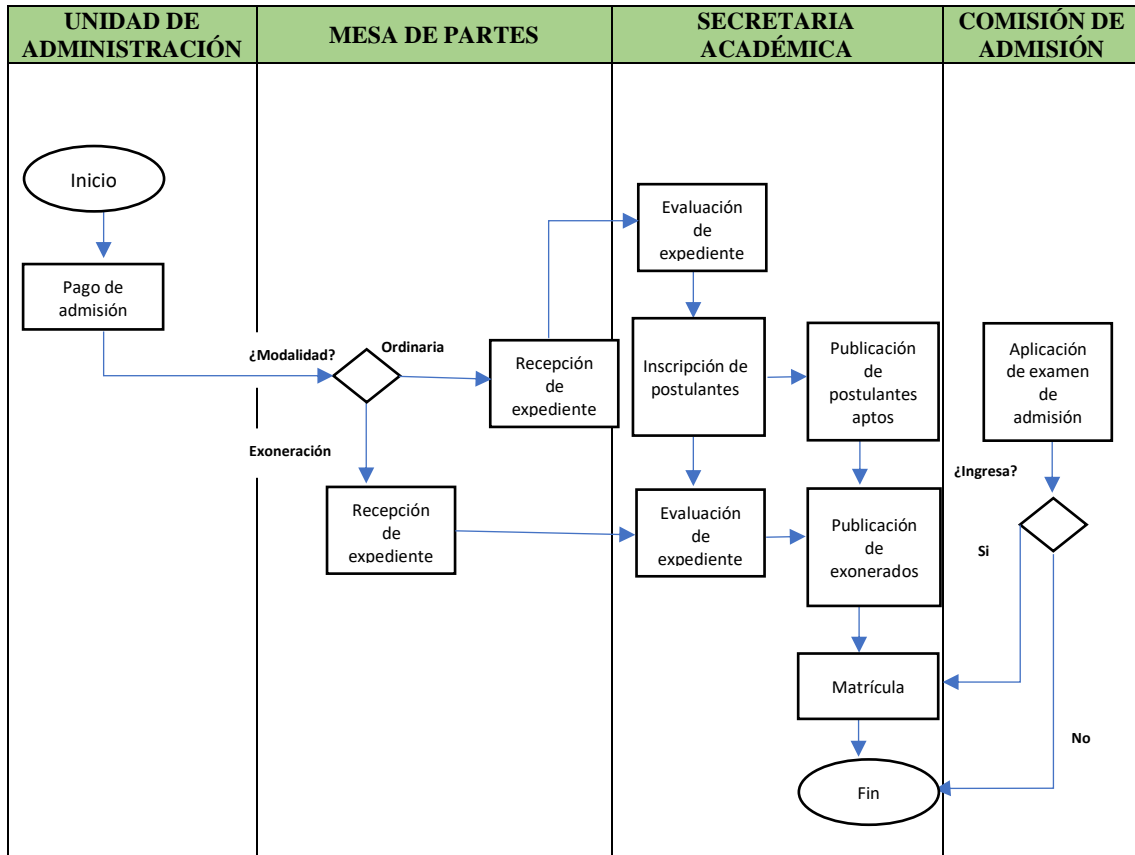 UNIDAD DE
ADMINISTRACIÓN
MESA DE PARTES
SECRETARIA
ACADÉMICA
COMISIÓN DE
ADMISIÓN
Inicio
Pago de
admisión
¿Modalidad?
Ordinaria
Exoneración
Recepción
de
expediente
Recepción
de
expediente
Evaluación
de
expediente
Inscripción de
postulantes
Publicación
de
postulantes
aptos
Evaluación
de
expediente
Publicación
de
exonerados
Matrícula
Fin
Aplicación
de examen
de
admisión
¿Ingresa?
Si
No